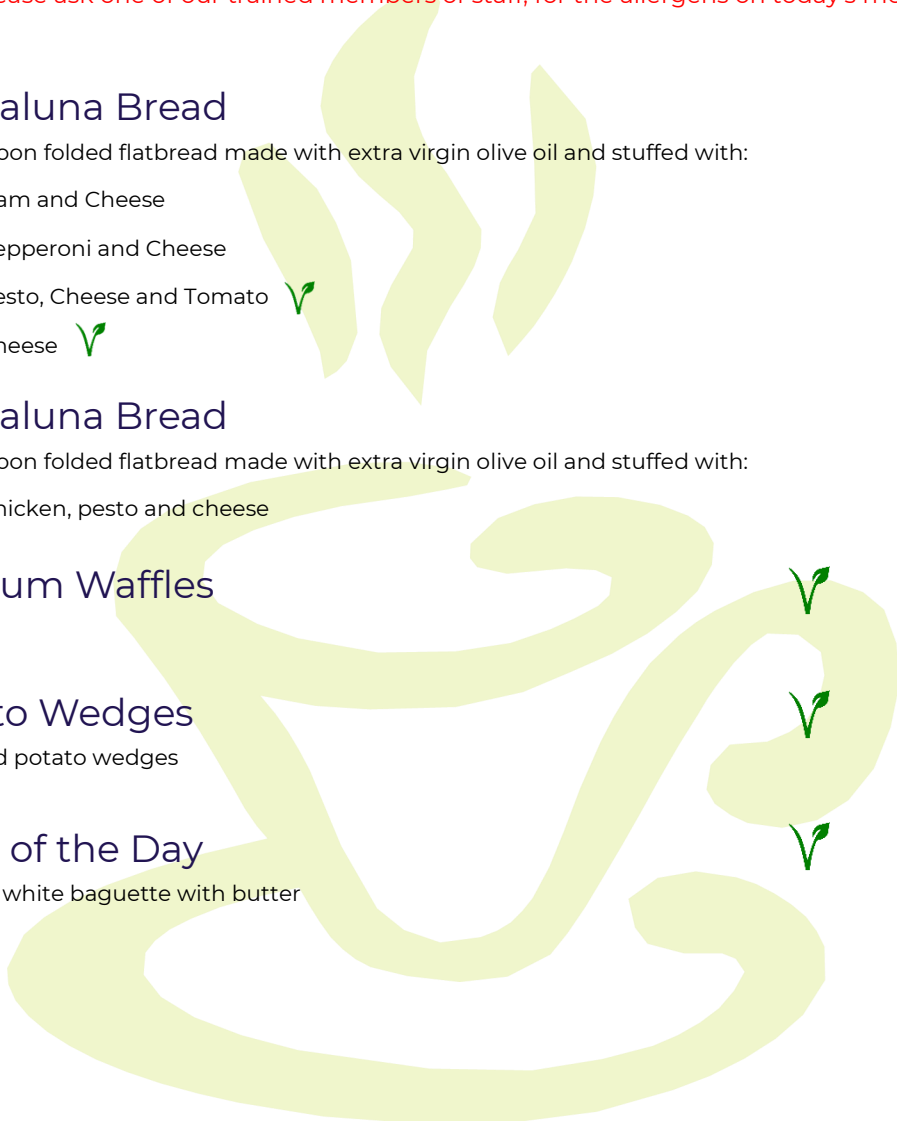 ease ask one of our trained members of staff, for the allergens on today's me
aluna Bread
oon folded flatbread made with extra virgin olive oil and stuffed with:
am and Cheese
epperoni and Cheese
esto, Cheese and Tomato
heese
aluna Bread
oon folded flatbread made with extra virgin olive oil and stuffed with:
hicken, pesto and cheese
um Waffles
to Wedges
d potato wedges
of the Day
white baguette with butter